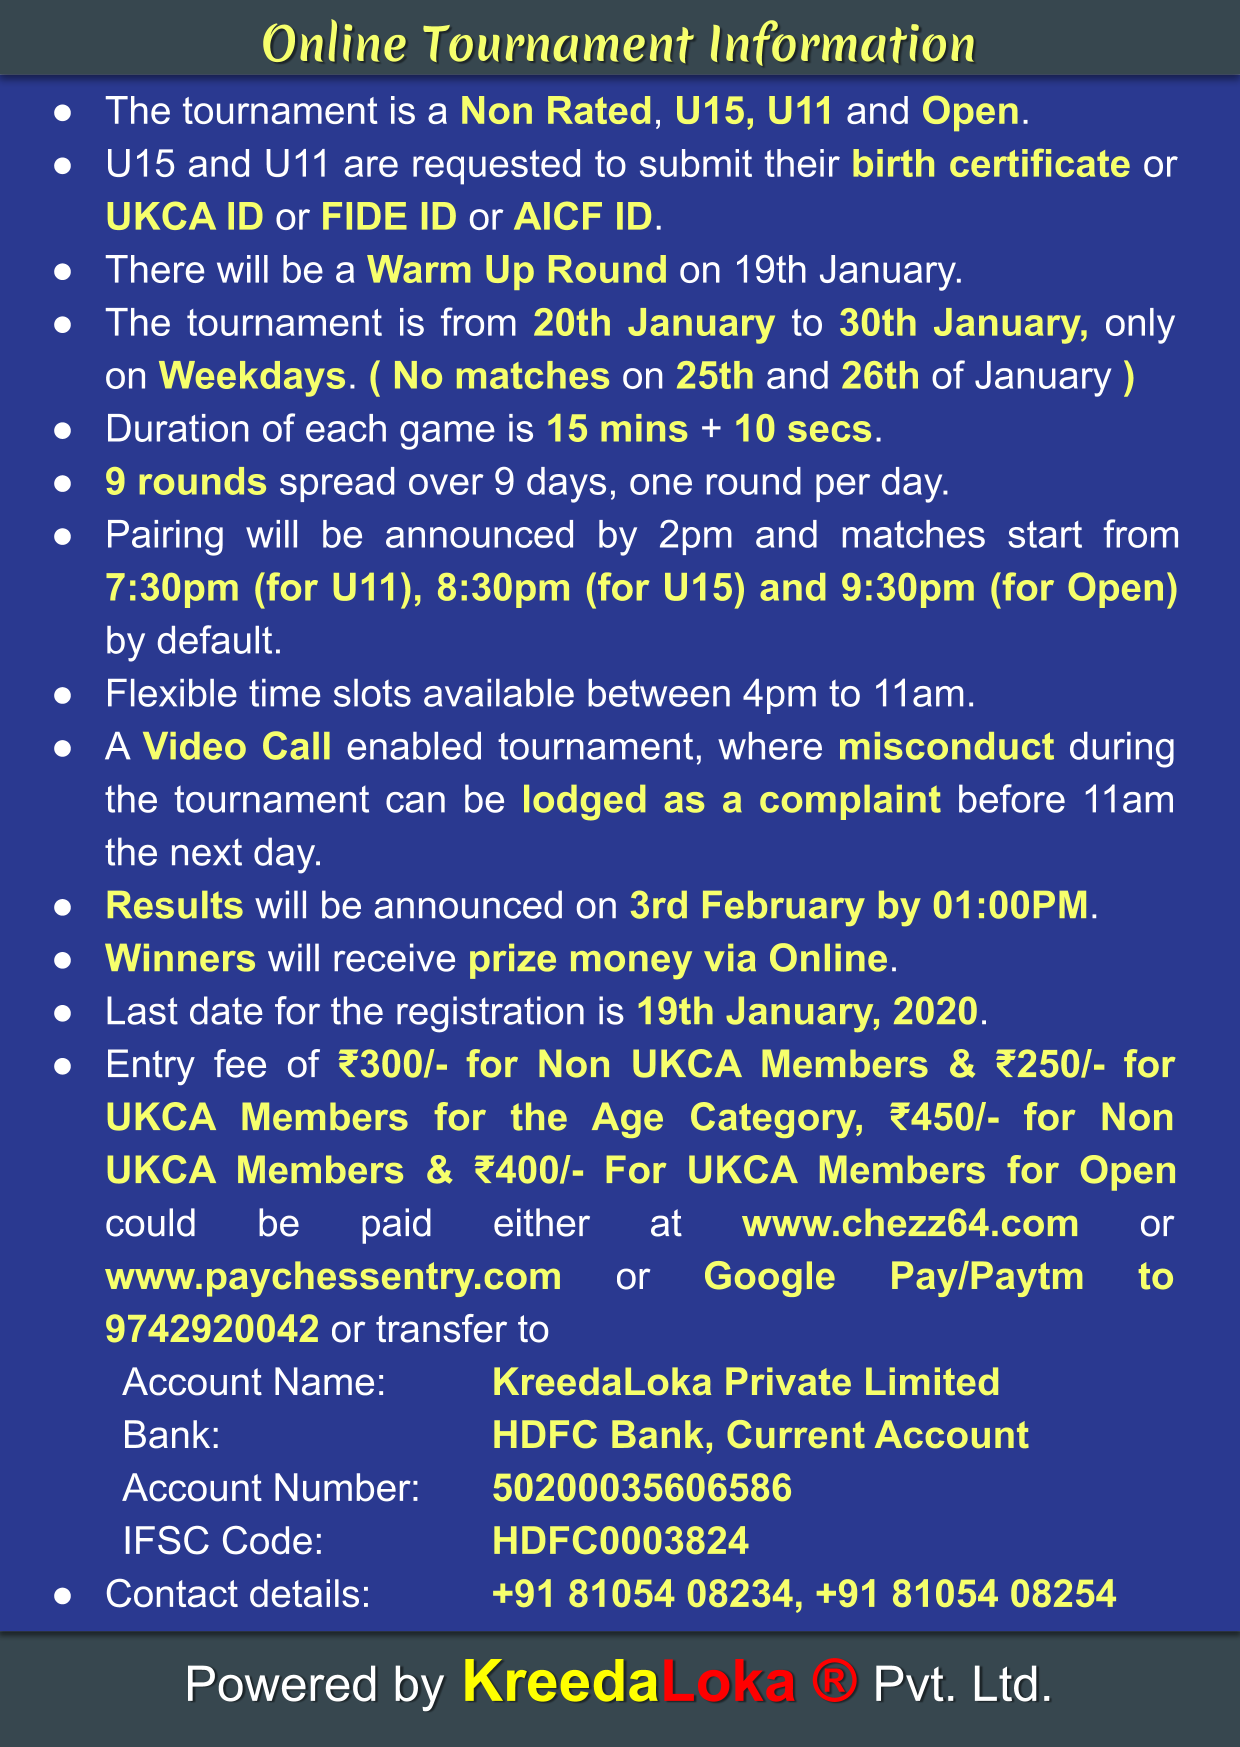 Online Tournament Information
● The tournament is a Non Rated, U15, U11 and Open.
● U15 and U11 are requested to submit their birth certificate or
UKCA ID or FIDE ID or AICF ID.
● There will be a Warm Up Round on 19th January.
● The tournament is from 20th January to 30th January, only
on Weekdays. ( No matches on 25th and 26th of January )
● Duration of each game is 15 mins + 10 secs.
● 9 rounds spread over 9 days, one round per day.
● Pairing will be announced by 2pm and matches start from
7:30pm (for U11), 8:30pm (for U15) and 9:30pm (for Open)
by default.
● Flexible time slots available between 4pm to 11am.
● A Video Call enabled tournament, where misconduct during
the tournament can be lodged as a complaint before 11am
the next day.
● Results will be announced on 3rd February by 01:00PM.
● Winners will receive prize money via Online.
● Last date for the registration is 19th January, 2020.
● Entry fee of ₹300/- for Non UKCA Members & ₹250/- for
UKCA Members for the Age Category, ₹450/- for Non
UKCA Members & ₹400/- For UKCA Members for Open
could be paid either at www.chezz64.com or
www.paychessentry.com or Google Pay/Paytm to
9742920042 or transfer to
Account Name: KreedaLoka Private Limited
Bank: HDFC Bank, Current Account
Account Number: 50200035606586
IFSC Code: HDFC0003824
● Contact details: +91 81054 08234, +91 81054 08254
Powered by KreedaLoka ® Pvt. Ltd.